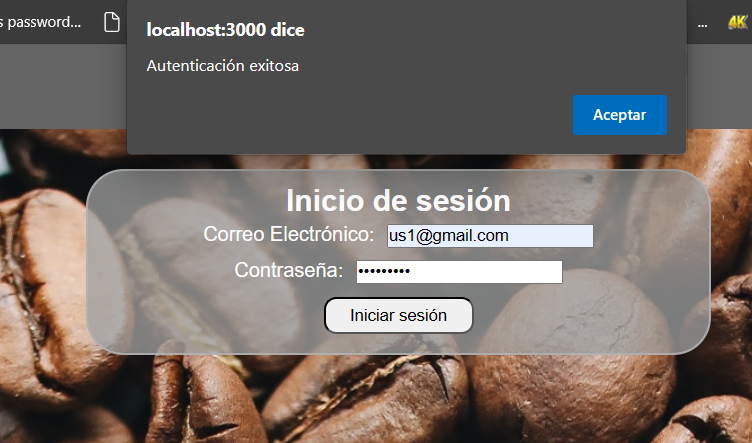 s password...
...
4K
localhost:3000 dice
Autenticación exitosa
Aceptar
Inicio de sesión
Correo Electrónico: us1@gmail.com
Contraseña: •••••••••
Iniciar sesión